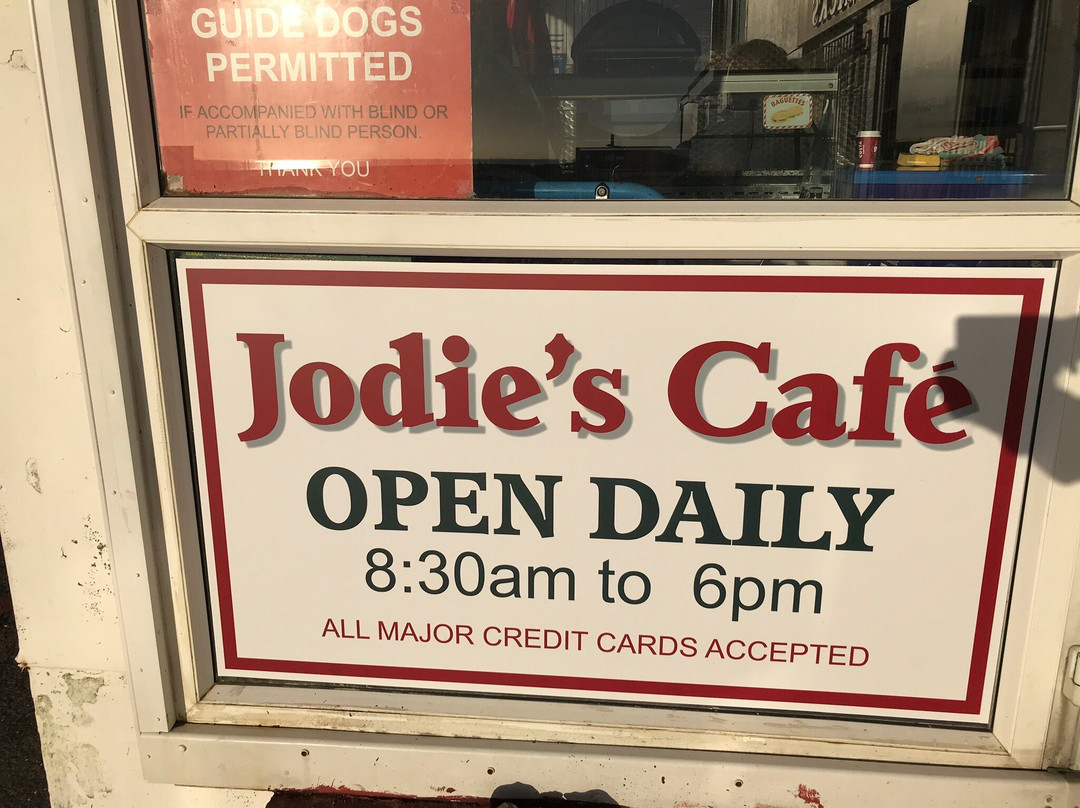 GUIDE DOGS
PERMITTED
IF ACCOMPANIED WITH BLIND OR
PARTIALLY BLIND PERSON.
THANK YOU
BAGUETTES
Jodie's Café
OPEN DAILY
8:30am to 6pm
ALL MAJOR CREDIT CARDS ACCEPTED